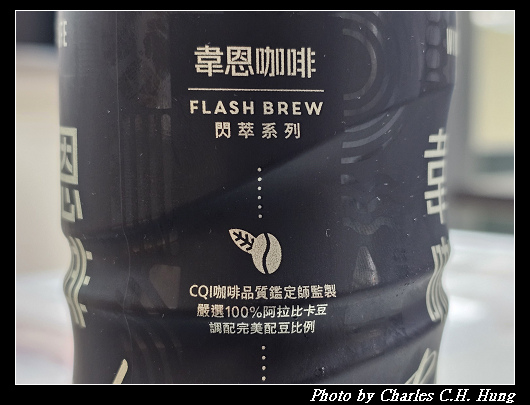 韋恩咖啡
FLASH BREW
閃萃系列
CQI咖啡品質鑑定師監製
嚴選100%阿拉比卡豆
調配完美配豆比例
Photo by Charles C.H. Hung